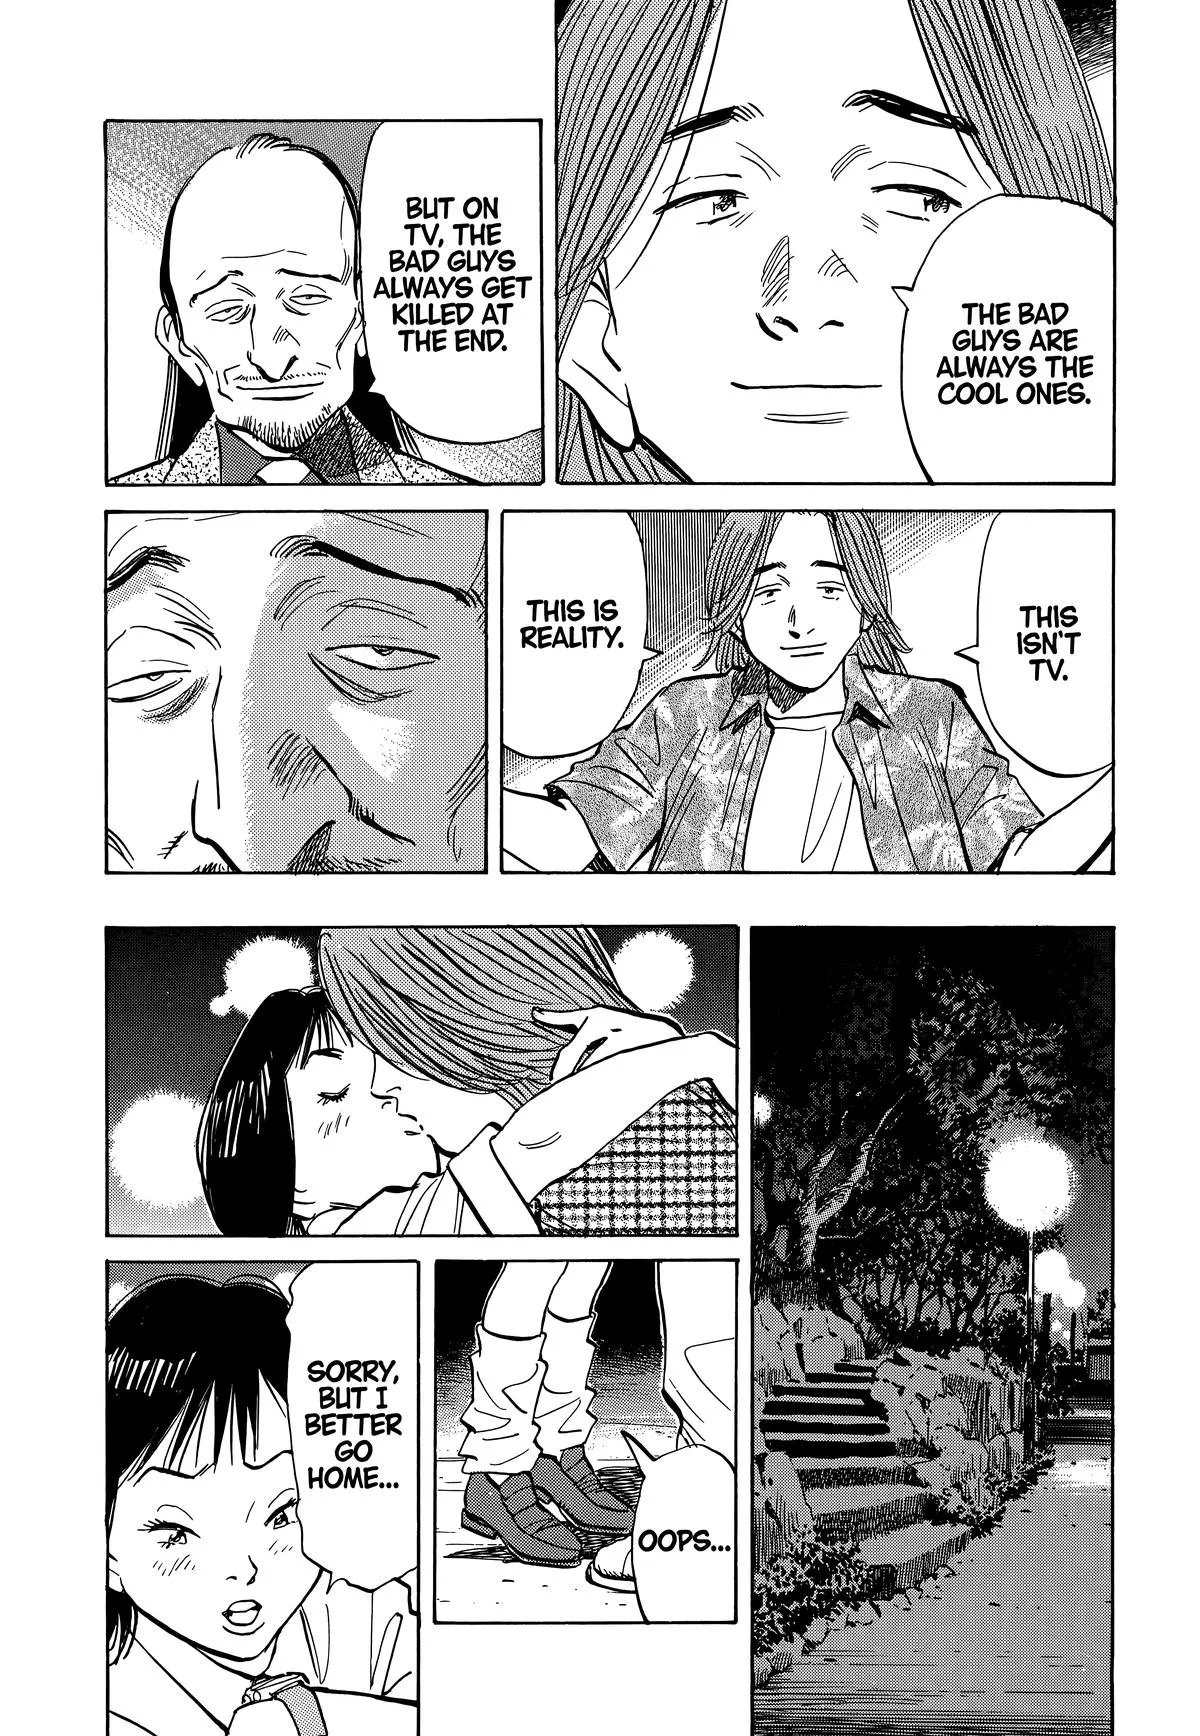 THE BAD
GUYS ARE
ALWAYS THE
COOL ONES.
BUT ON
TV, THE
BAD GUYS
ALWAYS GET
KILLED AT
THE END.
THIS
ISN'T
TV.
THIS IS
REALITY.
OOPS...
SORRY,
BUT I
BETTER
GO
HOME...